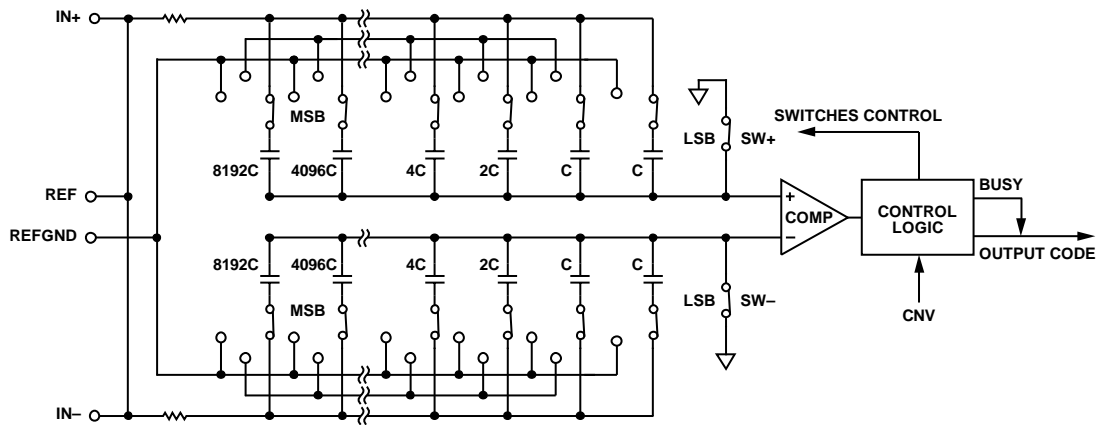 IN+
MSB
SWITCHES CONTROL
LSB SW+
8192C 4096C 4C 2C C C
REF
BUSY
+
COMP
–
CONTROL
LOGIC
REFGND
OUTPUT CODE
8192C 4096C 4C 2C C C
MSB
LSB SW–
CNV
IN–